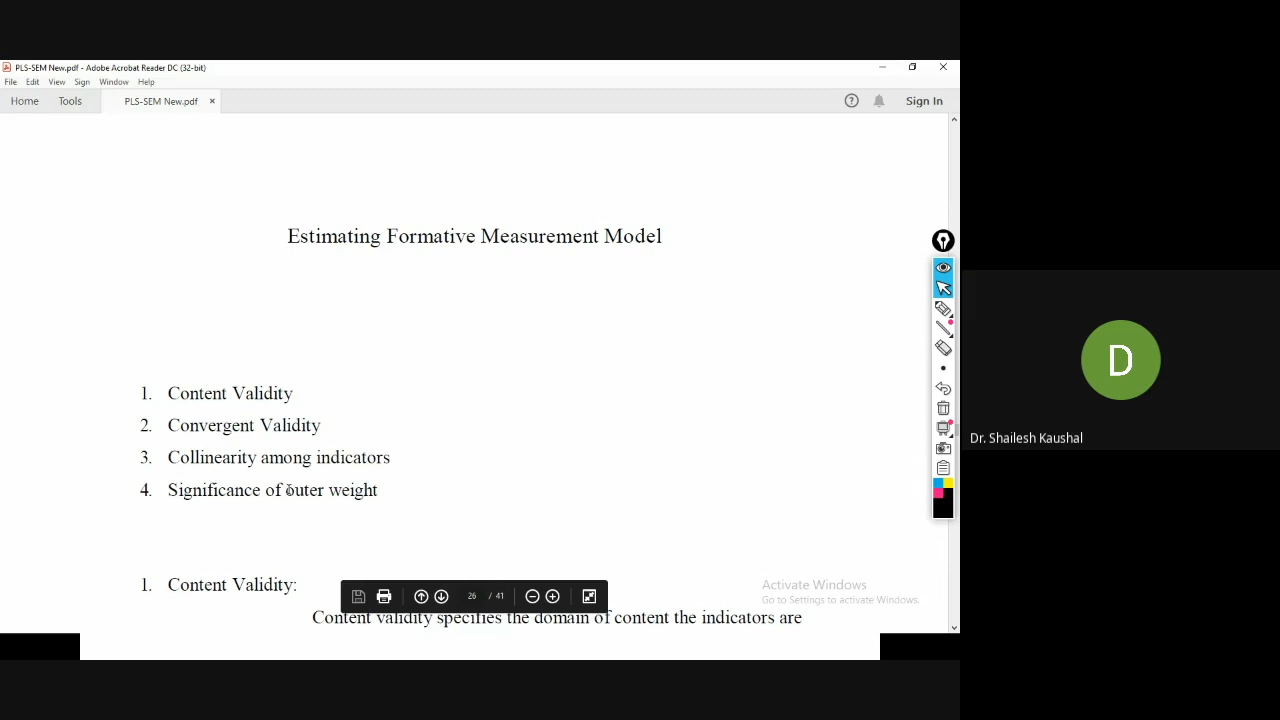 PLS-SEM New.pdf - Adobe Acrobat Reader DC (32-bit)
File Edit View Sign Window Help
Home Tools PLS-SEM New.pdf × ? Sign In
Estimating Formative Measurement Model
1. Content Validity
2. Convergent Validity
3. Collinearity among indicators
4. Significance of outer weight
1. Content Validity:
26 / 41
Content validity specifies the domain of content the indicators are
Activate Windows
Go to Settings to activate Windows.
D
Dr. Shailesh Kaushal